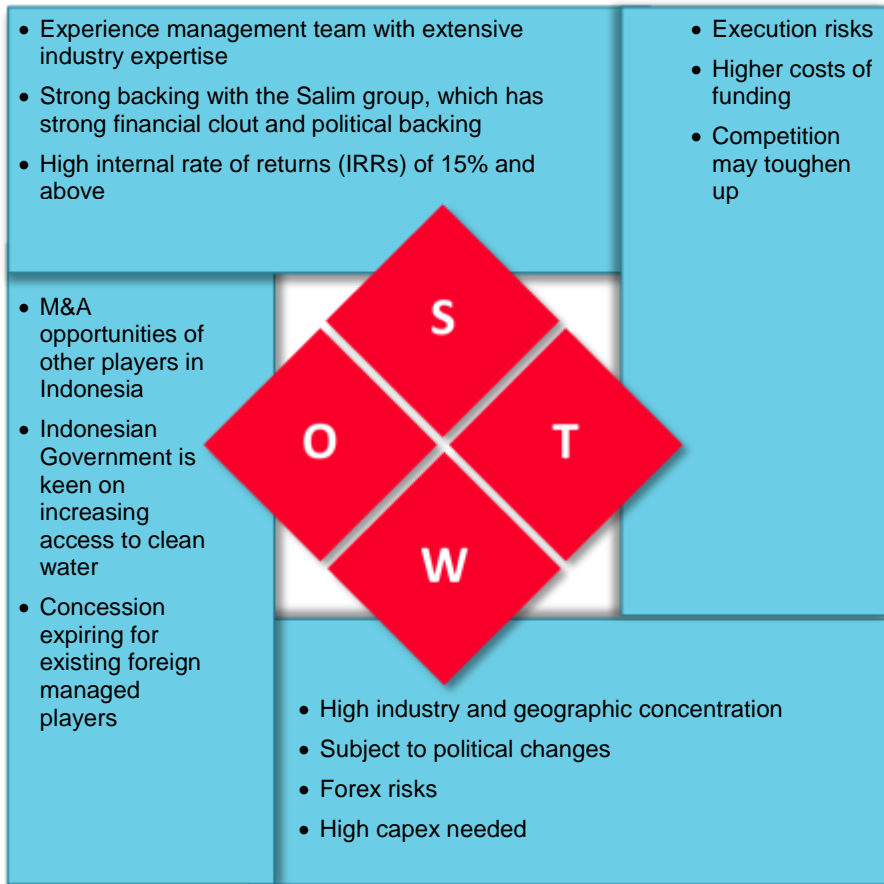 • Experience management team with extensive
industry expertise
• Strong backing with the Salim group, which has
strong financial clout and political backing
• High internal rate of returns (IRRs) of 15% and
above
• Execution risks
• Higher costs of
funding
• Competition
may toughen
up
• M&A
opportunities of
other players in
Indonesia
• Indonesian
Government is
keen on
increasing
access to clean
water
• Concession
expiring for
existing foreign
managed
players
S
O
T
W
• High industry and geographic concentration
• Subject to political changes
• Forex risks
• High capex needed